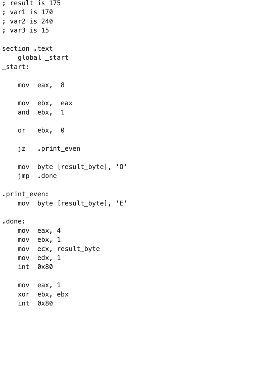 ; result is 175
; var1 is 170
; var2 is 240
; var3 is 15
section .text
global _start
_start:
mov eax, 8
mov ebx, eax
and ebx, 1
or ebx, 0
jz .print_even
mov byte [result_byte], 'O'
jmp .done
.print_even:
mov byte [result_byte], 'E'
.done:
mov eax, 4
mov ebx, 1
mov ecx, result_byte
mov edx, 1
int 0x80
mov eax, 1
xor ebx, ebx
int 0x80